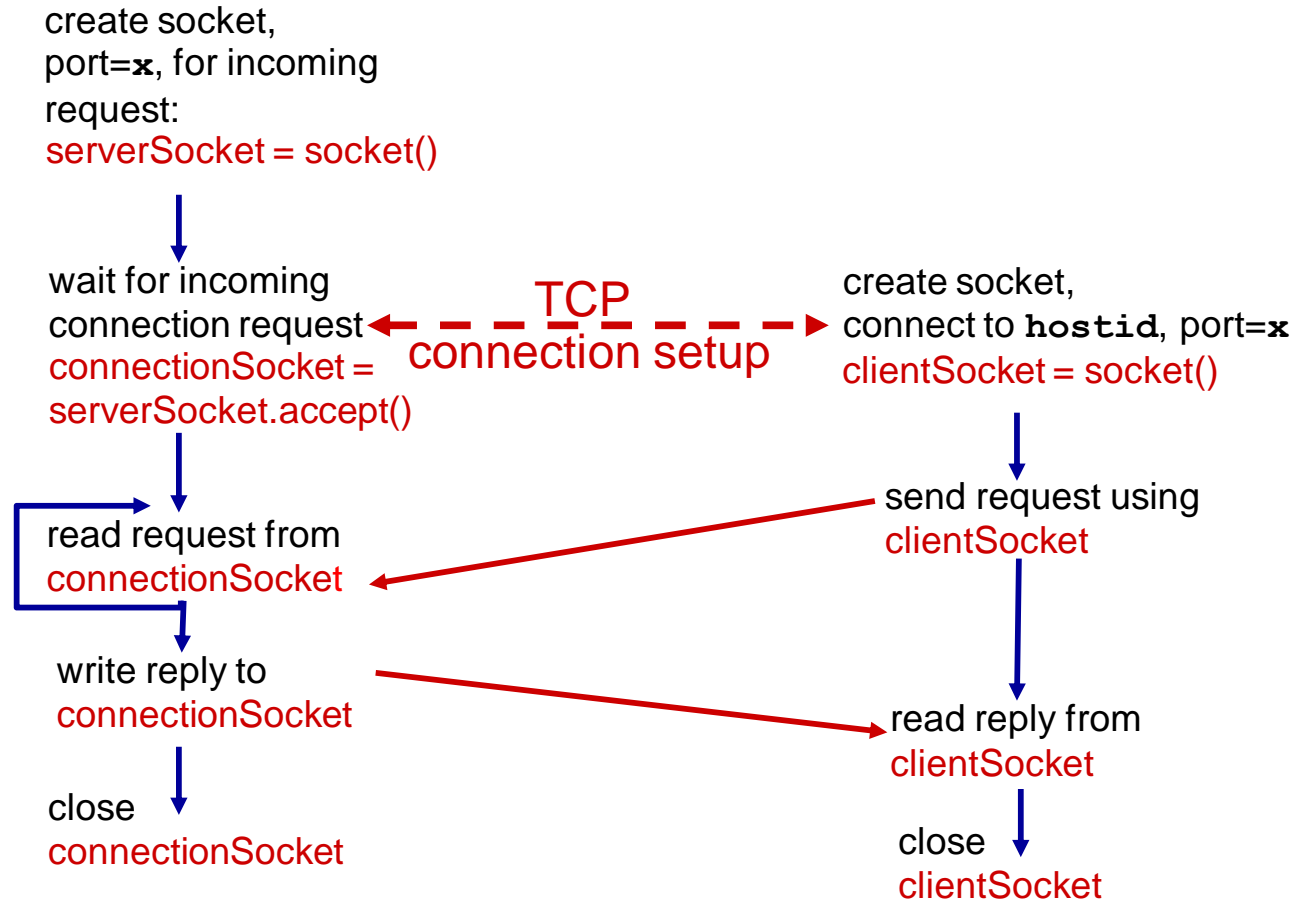 create socket,
port=x, for incoming
request:
serverSocket = socket()
wait for incoming
connection request
connectionSocket =
serverSocket.accept()
TCP
connection setup
create socket,
connect to hostid, port=x
clientSocket = socket()
read request from
connectionSocket
send request using
clientSocket
write reply to
connectionSocket
read reply from
clientSocket
close
connectionSocket
close
clientSocket